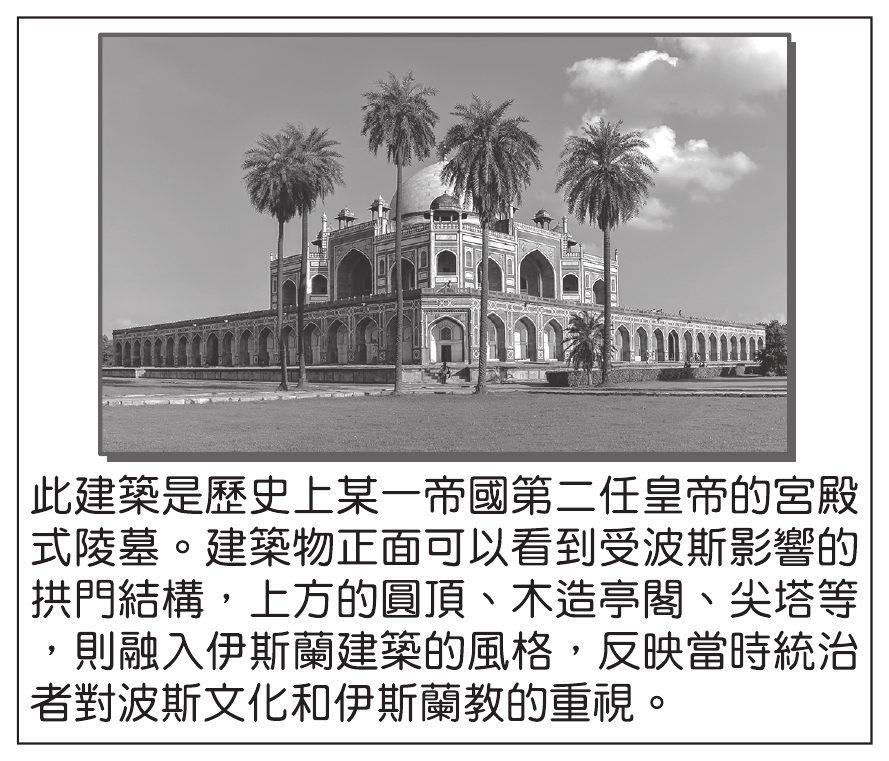 此建築是歷史上某一帝國第二任皇帝的宮殿
式陵墓。建築物正面可以看到受波斯影響的
拱門結構，上方的圓頂、木造亭閣、尖塔等
，則融入伊斯蘭建築的風格，反映當時統治
者對波斯文化和伊斯蘭教的重視。